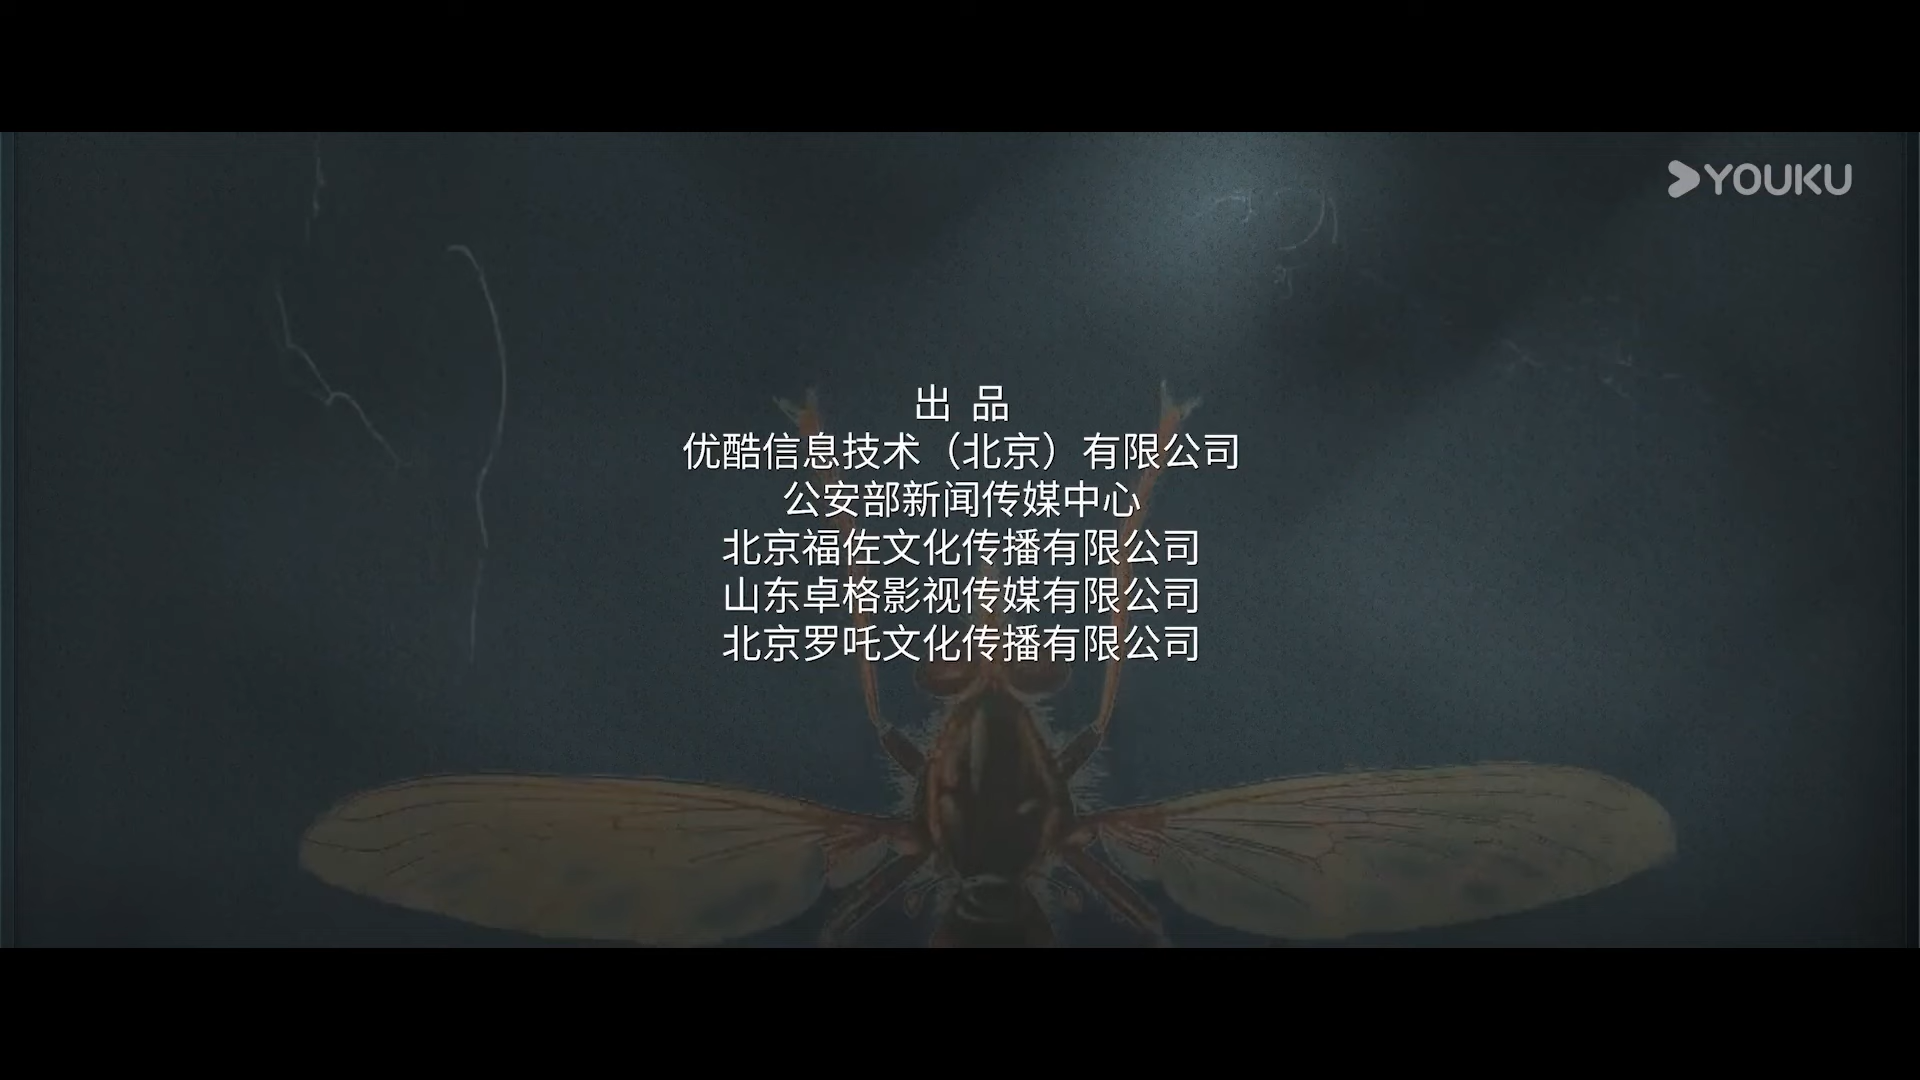 YOUKU
出 品
优酷信息技术（北京）有限公司
公安部新闻传媒中心
北京福佐文化传播有限公司
山东卓格影视传媒有限公司
北京罗吒文化传播有限公司